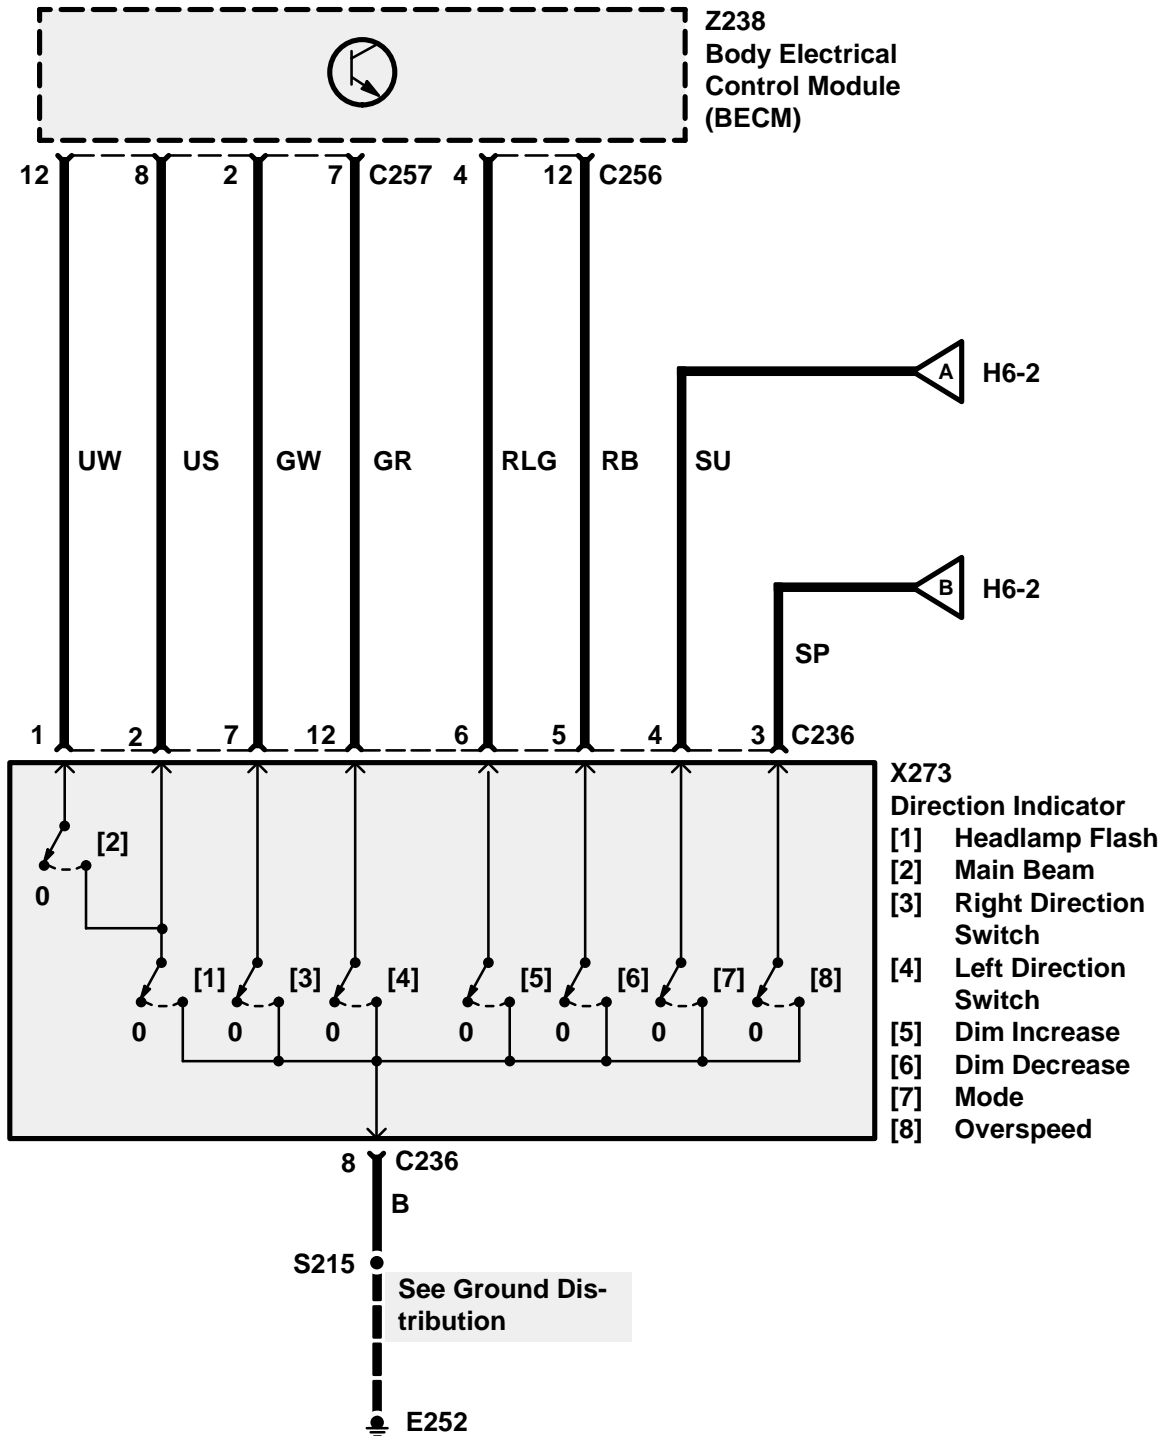 Z238
Body Electrical
Control Module
(BECM)
12 8 2 7 C257 4 12 C256
A H6-2
UW US GW GR RLG RB SU
B H6-2
SP
1 2 7 12 6 5 4 3 C236
X273
Direction Indicator
[1] Headlamp Flash
[2] Main Beam
[3] Right Direction
Switch
[4] Left Direction
Switch
[5] Dim Increase
[6] Dim Decrease
[7] Mode
[8] Overspeed
[2]
0
[1] [3] [4] [5] [6] [7] [8]
0 0 0 0 0 0 0
8 C236
B
S215
See Ground Dis-
tribution
E252